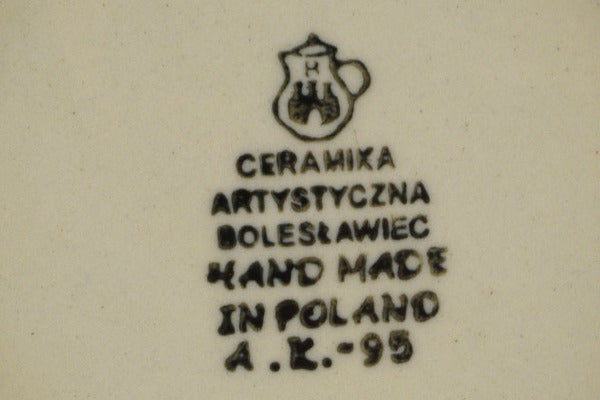 CERAMIKA
ARTYSTYCZNA
BOLESŁAWIEC
HAND MADE
IN POLAND
A.K.-95